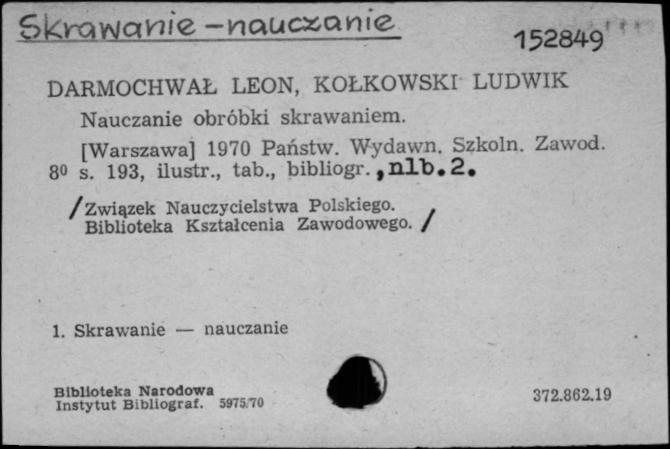 Skrawanie – nauczanie
152849
DARMOCHWAŁ LEON, KOŁKOWSKI LUDWIK
Nauczanie obróbki skrawaniem.
[Warszawa] 1970 Państw. Wydawn. Szkoln. Zawod.
8⁰ s. 193, ilustr., tab., bibliogr., nlb. 2.
/Związek Nauczycielstwa Polskiego.
Biblioteka Kształcenia Zawodowego. /
1. Skrawanie — nauczanie
Biblioteka Narodowa
Instytut Bibliograf. 5975/70
372.862.19